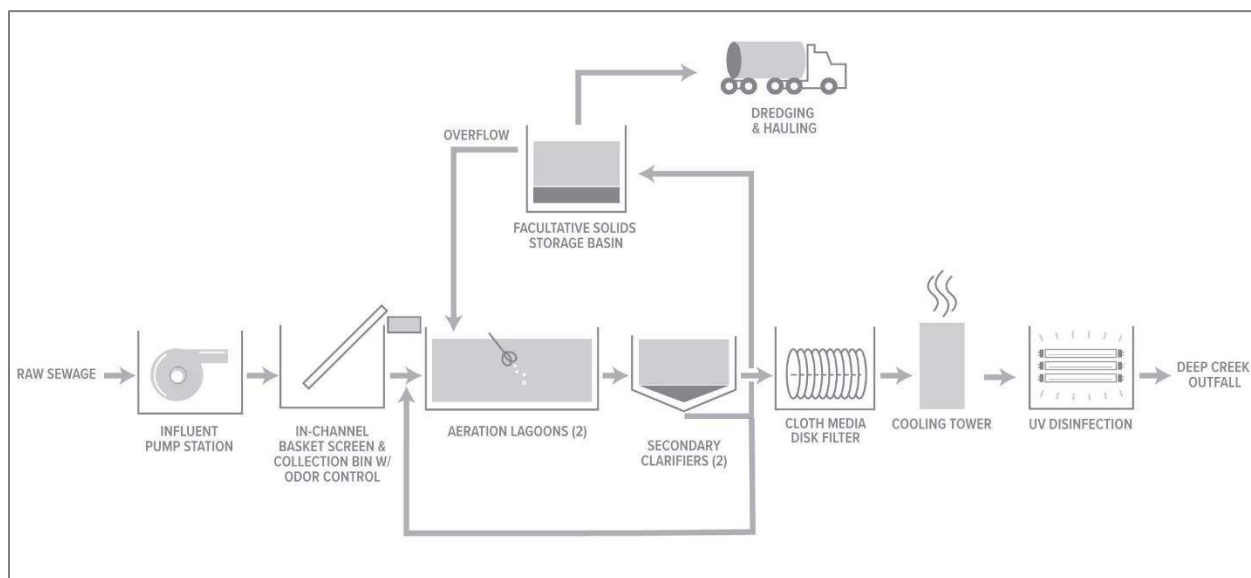 DREDGING
& HAULING
OVERFLOW
FACULTATIVE SOLIDS
STORAGE BASIN
RAW SEWAGE
INFLUENT
PUMP STATION
IN-CHANNEL
BASKET SCREEN &
COLLECTION BIN W/
ODOR CONTROL
AERATION LAGOONS (2)
SECONDARY
CLARIFIERS (2)
CLOTH MEDIA
DISK FILTER
COOLING TOWER
UV DISINFECTION
DEEP CREEK
OUTFALL